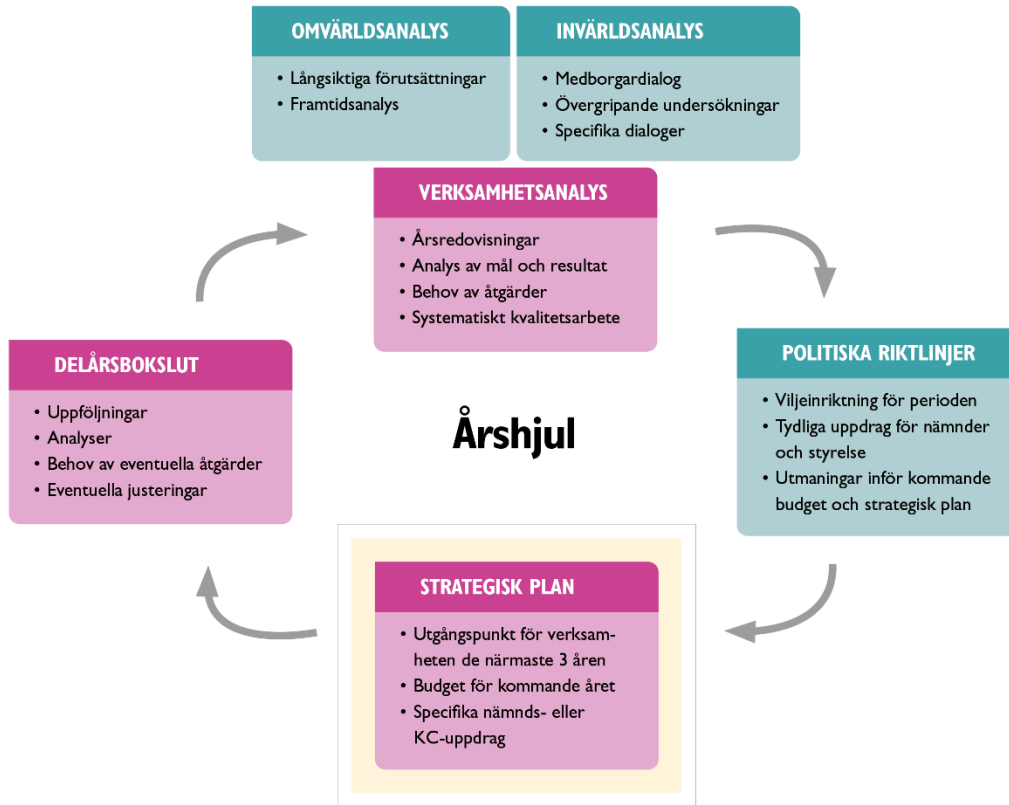 OMVÄRLDSANALYS
• Långsiktiga förutsättningar
• Framtidsanalys
INVÄRLDSANALYS
• Medborgardialog
• Övergripande undersökningar
• Specifika dialoger
VERKSAMHETSANALYS
• Årsredovisningar
• Analys av mål och resultat
• Behov av åtgärder
• Systematiskt kvalitetsarbete
DELÅRSBOKSLUT
• Uppföljningar
• Analyser
• Behov av eventuella åtgärder
• Eventuella justeringar
Årshjul
POLITISKA RIKTLINJER
• Viljeinriktning för perioden
• Tydliga uppdrag för nämnder
och styrelse
• Utmaningar inför kommande
budget och strategisk plan
STRATEGISK PLAN
• Utgångspunkt för verksam-
heten de närmaste 3 åren
• Budget för kommande året
• Specifika nämnds- eller
KC-uppdrag